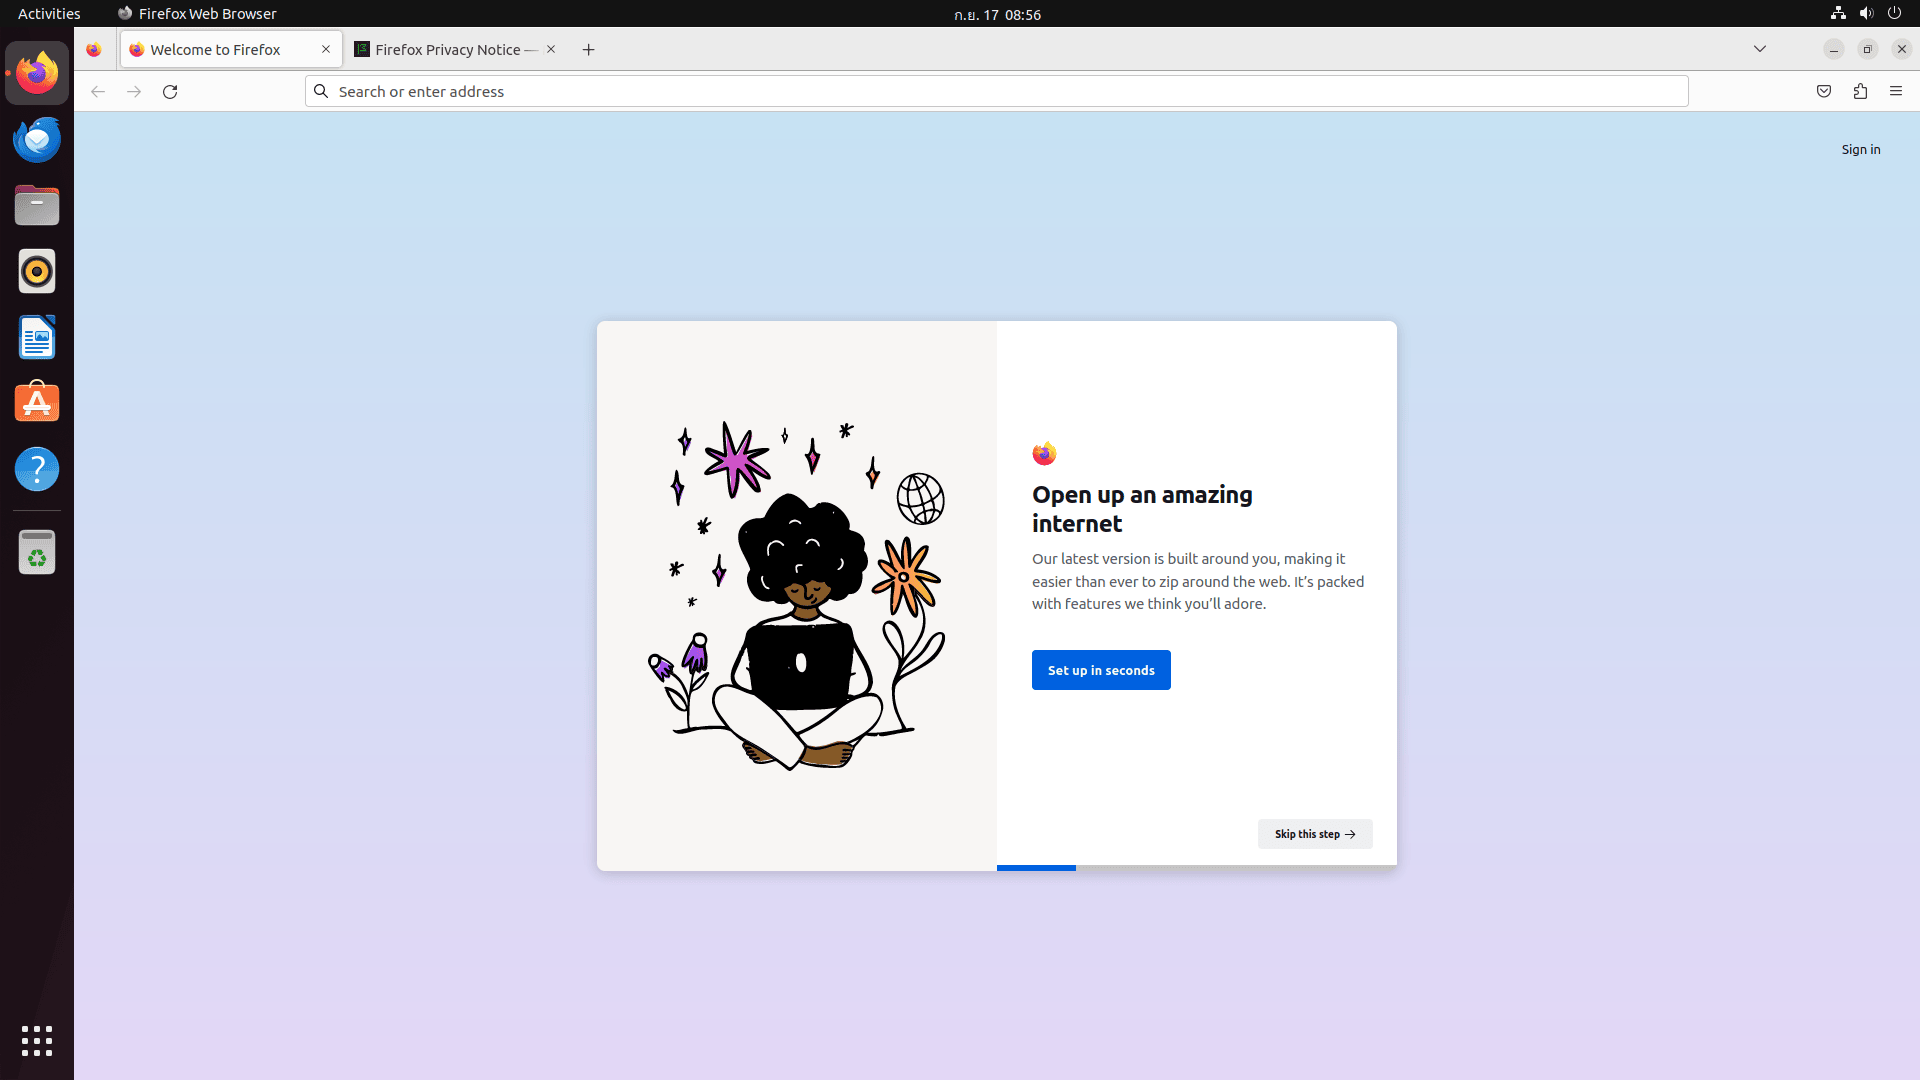 Activities
Firefox Web Browser
ก.ย. 17 08:56
Welcome to Firefox
Firefox Privacy Notice —
Search or enter address
Sign in
Open up an amazing
internet
Our latest version is built around you, making it
easier than ever to zip around the web. It’s packed
with features we think you’ll adore.
Set up in seconds
Skip this step